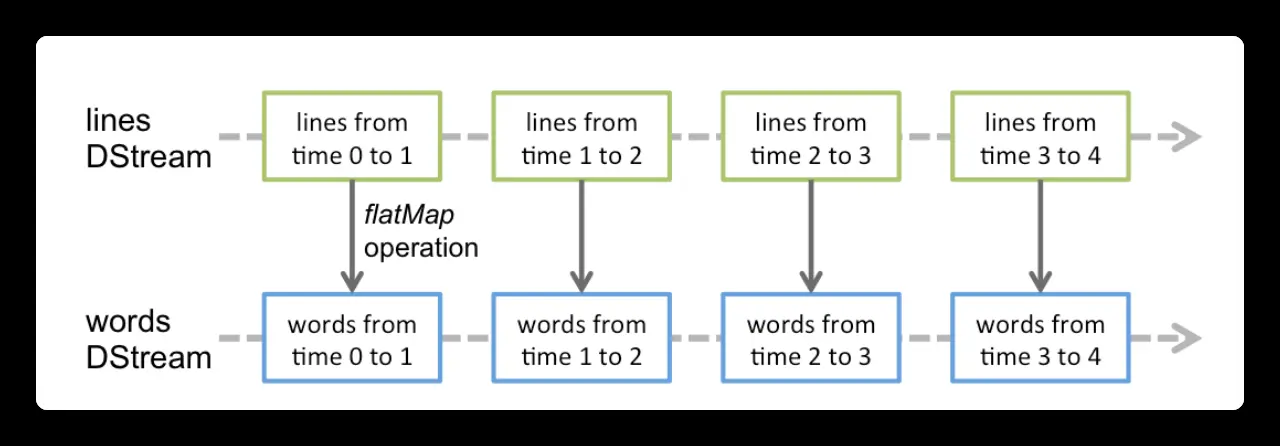 lines
DStream
lines from
time 0 to 1
lines from
time 1 to 2
lines from
time 2 to 3
lines from
time 3 to 4
flatMap
operation
words
DStream
words from
time 0 to 1
words from
time 1 to 2
words from
time 2 to 3
words from
time 3 to 4